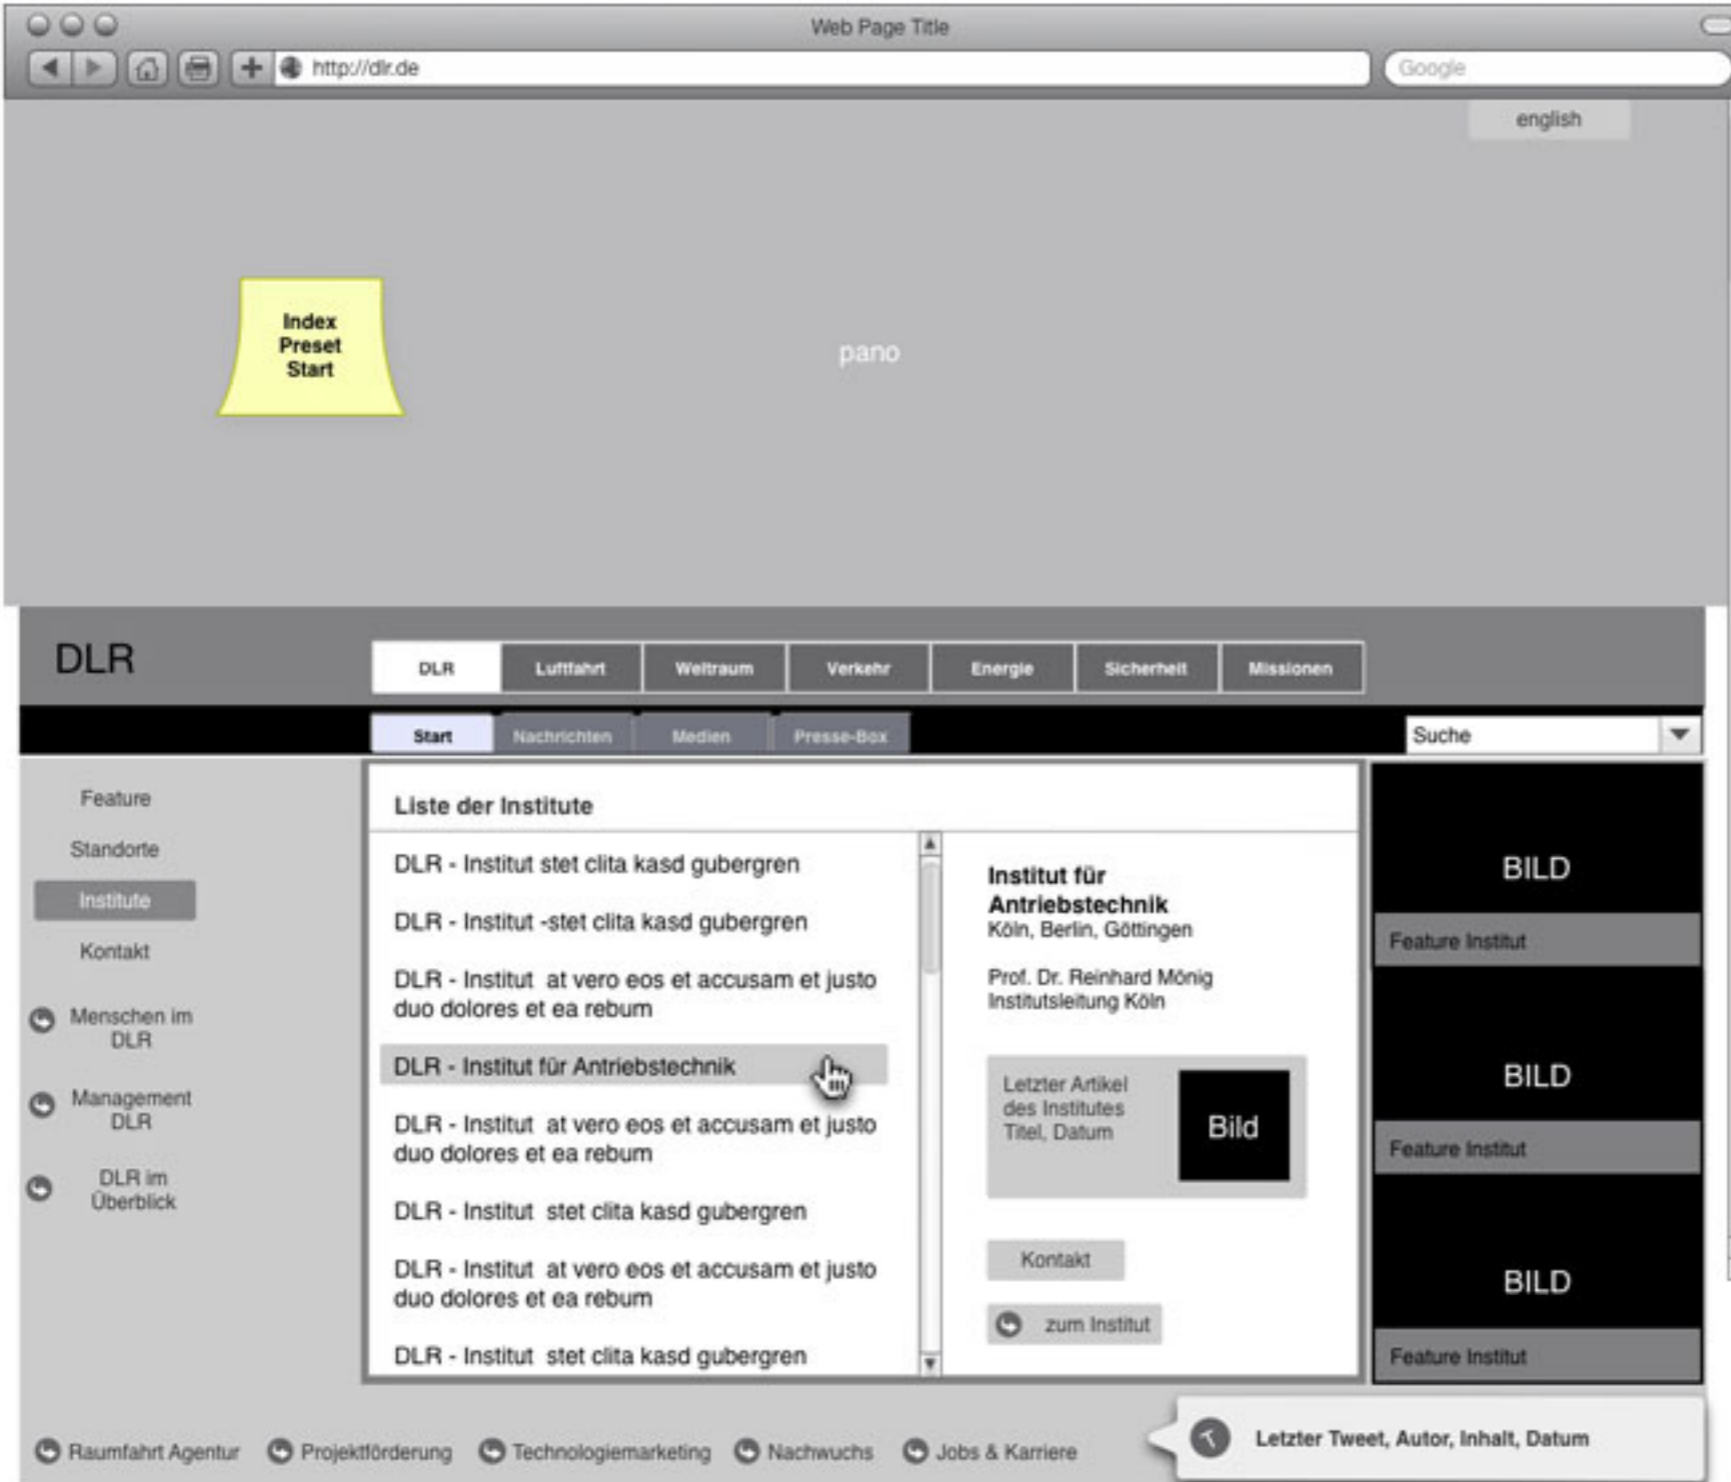 Web Page Title
http://dlr.de
Google
english
Index
Preset
Start
pano
DLR
DLR
Luftfahrt
Weltraum
Verkehr
Energie
Sicherheit
Missionen
Start
Nachrichten
Medien
Presse-Box
Suche
Feature
Standorte
Institute
Kontakt
Menschen im
DLR
Management
DLR
DLR im
Überblick
Liste der Institute
DLR - Institut stet clita kasd gubergren
DLR - Institut -stet clita kasd gubergren
DLR - Institut at vero eos et accusam et justo
duo dolores et ea rebum
DLR - Institut für Antriebstechnik
DLR - Institut at vero eos et accusam et justo
duo dolores et ea rebum
DLR - Institut stet clita kasd gubergren
DLR - Institut at vero eos et accusam et justo
duo dolores et ea rebum
DLR - Institut stet clita kasd gubergren
Institut für
Antriebstechnik
Köln, Berlin, Göttingen
Prof. Dr. Reinhard Mönig
Institutsleitung Köln
Letzter Artikel
des Institutes
Titel, Datum
Bild
Kontakt
zum Institut
BILD
Feature Institut
BILD
Feature Institut
BILD
Feature Institut
Raumfahrt Agentur
Projektförderung
Technologiemarketing
Nachwuchs
Jobs & Karriere
T
Letzter Tweet, Autor, Inhalt, Datum